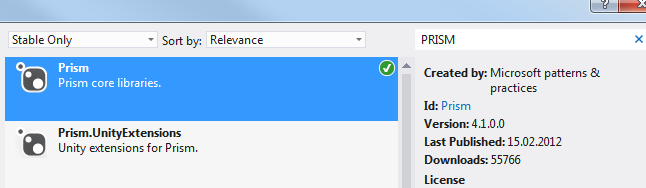 Stable Only
Sort by: Relevance
PRISM
Prism
Prism core libraries.
Prism.UnityExtensions
Unity extensions for Prism.
Created by: Microsoft patterns &
practices
Id: Prism
Version: 4.1.0.0
Last Published: 15.02.2012
Downloads: 55766
License